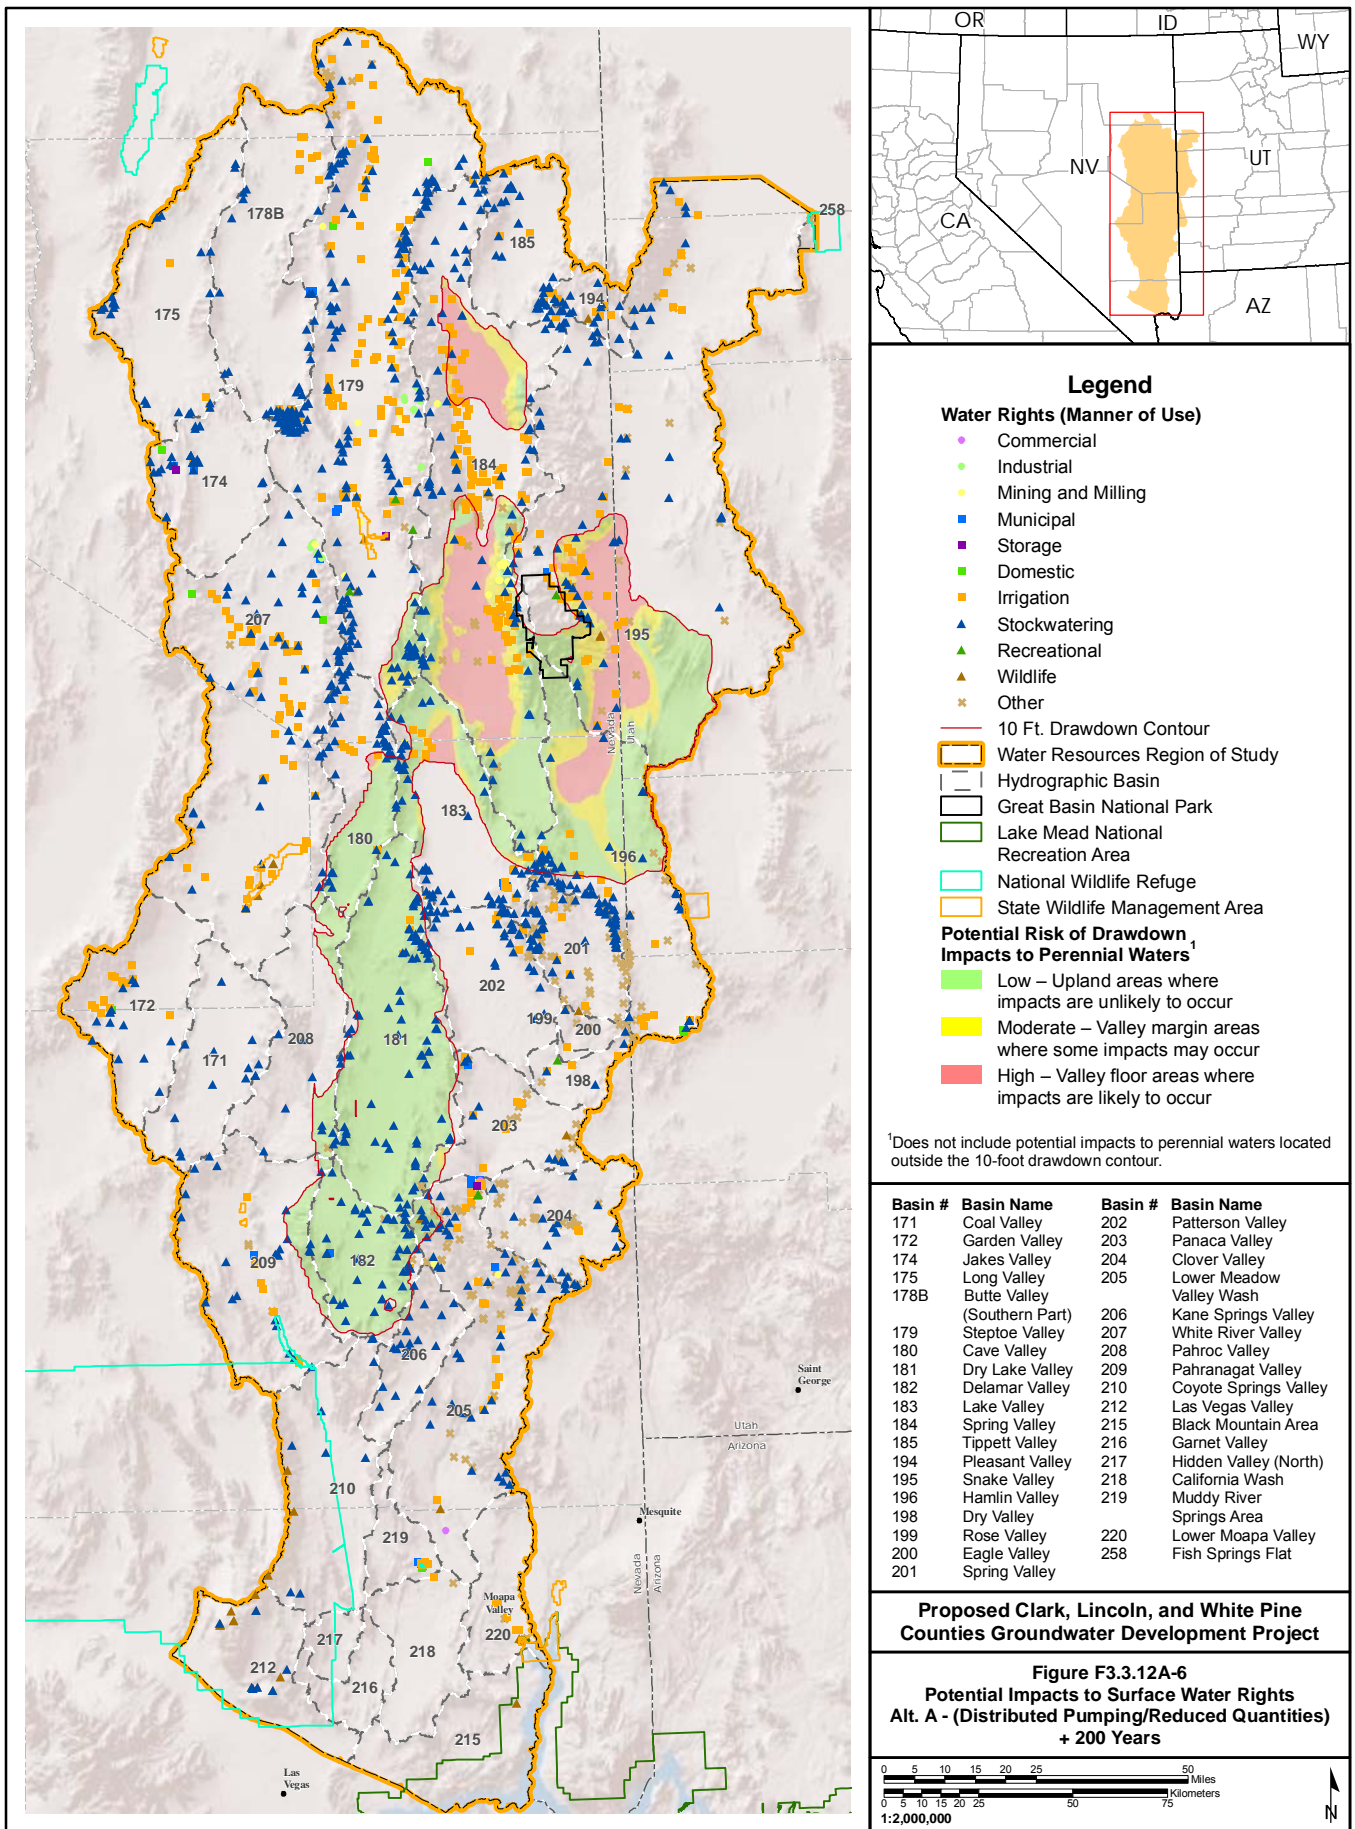 OR
ID
WY
NV
UT
CA
AZ
258
178B
185
194
175
179
184
174
207
195
Nevada
Utah
183
180
196
201
202
172
199
200
208
181
171
198
203
204
209
182
206
Saint
George
205
Utah
Arizona
210
Mesquite
219
Nevada
Arizona
Moapa
Valley
220
217
218
212
216
215
Las
Vegas
Legend
Water Rights (Manner of Use)
Commercial
Industrial
Mining and Milling
Municipal
Storage
Domestic
Irrigation
Stockwatering
Recreational
Wildlife
Other
10 Ft. Drawdown Contour
Water Resources Region of Study
Hydrographic Basin
Great Basin National Park
Lake Mead National
Recreation Area
National Wildlife Refuge
State Wildlife Management Area
Potential Risk of Drawdown
Impacts to Perennial Waters1
Low – Upland areas where
impacts are unlikely to occur
Moderate – Valley margin areas
where some impacts may occur
High – Valley floor areas where
impacts are likely to occur
1Does not include potential impacts to perennial waters located
outside the 10-foot drawdown contour.
Basin # Basin Name Basin # Basin Name
171 Coal Valley 202 Patterson Valley
172 Garden Valley 203 Panaca Valley
174 Jakes Valley 204 Clover Valley
175 Long Valley 205 Lower Meadow
178B Butte Valley Valley Wash
(Southern Part) 206 Kane Springs Valley
179 Steptoe Valley 207 White River Valley
180 Cave Valley 208 Pahroc Valley
181 Dry Lake Valley 209 Pahranagat Valley
182 Delamar Valley 210 Coyote Springs Valley
183 Lake Valley 212 Las Vegas Valley
184 Spring Valley 215 Black Mountain Area
185 Tippett Valley 216 Garnet Valley
194 Pleasant Valley 217 Hidden Valley (North)
195 Snake Valley 218 California Wash
196 Hamlin Valley 219 Muddy River
198 Dry Valley Springs Area
199 Rose Valley 220 Lower Moapa Valley
200 Eagle Valley 258 Fish Springs Flat
201 Spring Valley
Proposed Clark, Lincoln, and White Pine
Counties Groundwater Development Project
Figure F3.3.12A-6
Potential Impacts to Surface Water Rights
Alt. A - (Distributed Pumping/Reduced Quantities)
+ 200 Years
0 5 10 15 20 25 50
Miles
Kilometers
0 5 10 15 20 25 50 75
1:2,000,000
N